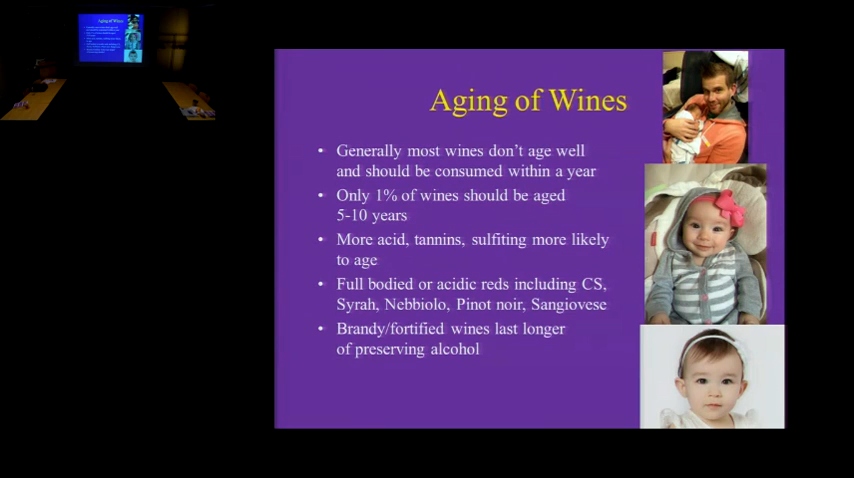 Aging of Wines
• Generally most wines don't age well
and should be consumed within a year
• Only 1% of wines should be aged
5-10 years
• More acid, tannins, sulfiting more likely
to age
• Full bodied or acidic reds including CS,
Syrah, Nebbiolo, Pinot noir, Sangiovese
• Brandy/fortified wines last longer
of preserving alcohol